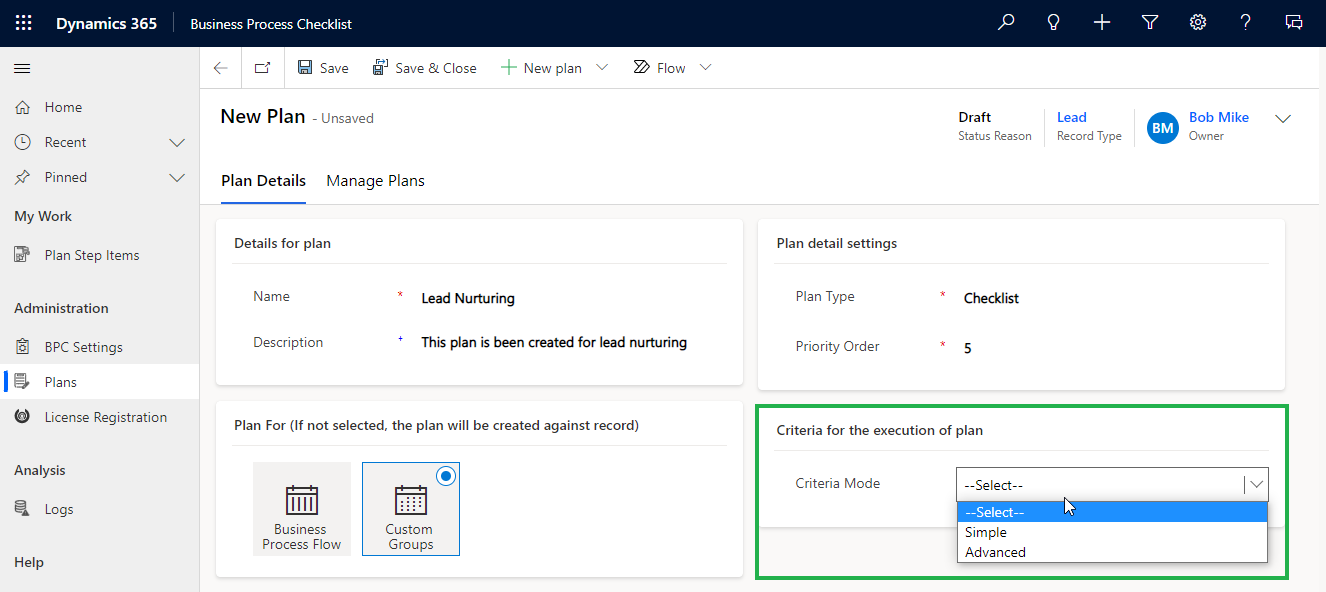 Dynamics 365
Business Process Checklist
Save
Save & Close
New plan
Flow
Home
Recent
Pinned
My Work
Plan Step Items
Administration
BPC Settings
Plans
License Registration
Analysis
Logs
Help
New Plan - Unsaved
Draft
Status Reason
Lead
Record Type
BM
Bob Mike
Owner
Plan Details
Manage Plans
Details for plan
Name * Lead Nurturing
Description + This plan is been created for lead nurturing
Plan detail settings
Plan Type * Checklist
Priority Order * 5
Plan For (If not selected, the plan will be created against record)
Business
Process Flow
Custom
Groups
Criteria for the execution of plan
Criteria Mode
--Select--
--Select--
Simple
Advanced